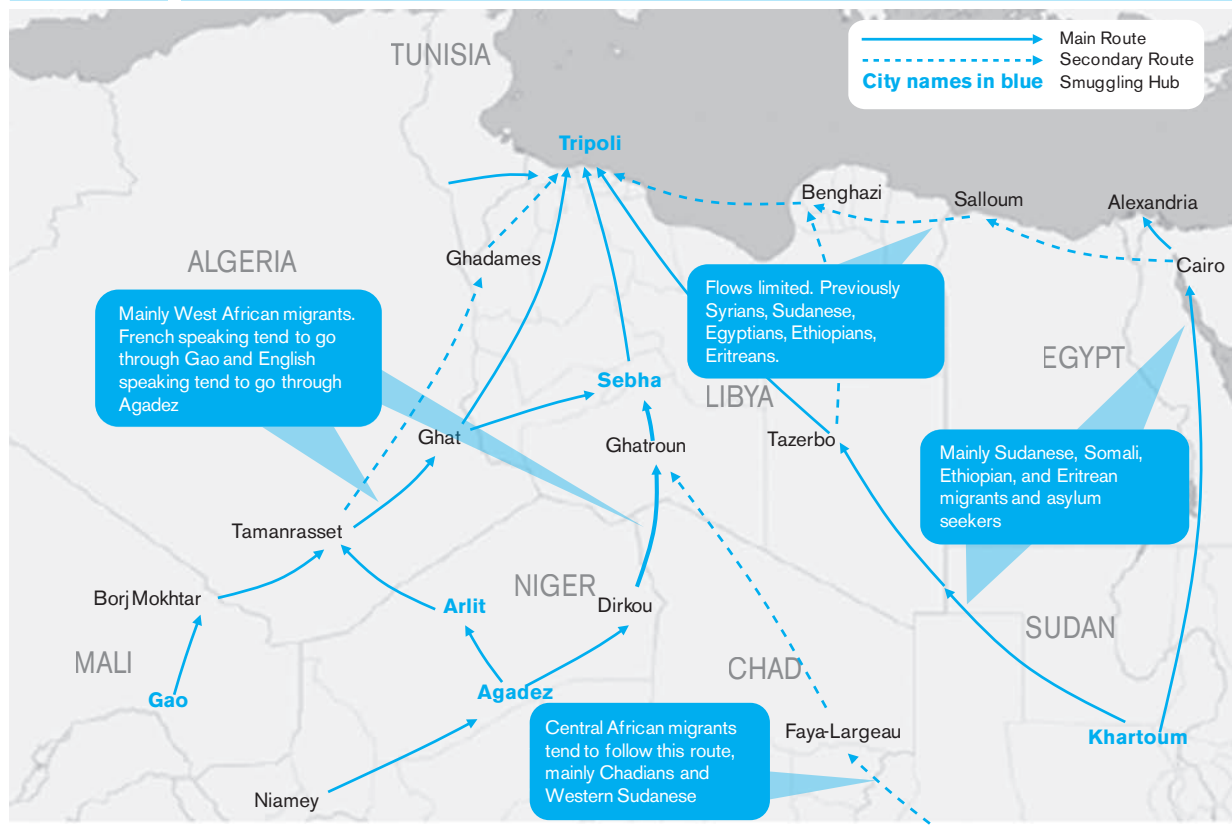 TUNISIA
Main Route
Secondary Route
City names in blue Smuggling Hub
Tripoli
Benghazi
Salloum
Alexandria
Ghadames
ALGERIA
Cairo
Mainly West African migrants.
French speaking tend to go
through Gao and English
speaking tend to go through
Agadez
Flows limited. Previously
Syrians, Sudanese,
Egyptians, Ethiopians,
Eritreans.
EGYPT
Sebha
LIBYA
Ghat
Ghatroun
Tazerbo
Mainly Sudanese, Somali,
Ethiopian, and Eritrean
migrants and asylum
seekers
Tamanrasset
NIGER
Borj Mokhtar
Arlit
Dirkou
SUDAN
MALI
CHAD
Gao
Agadez
Central African migrants
tend to follow this route,
mainly Chadians and
Western Sudanese
Faya-Largeau
Khartoum
Niamey